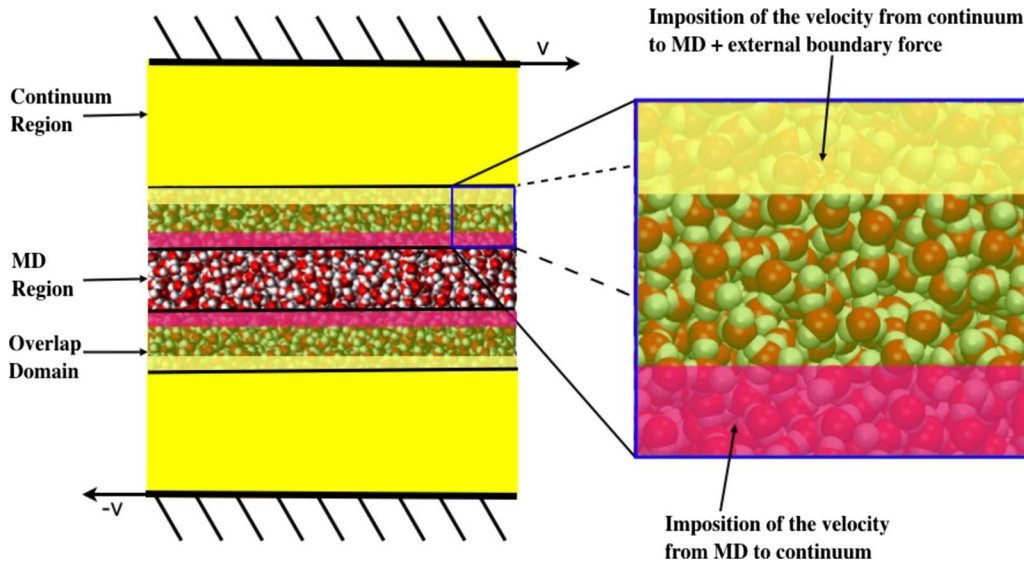 Imposition of the velocity from continuum
to MD + external boundary force
V
Continuum
Region
MD
Region
Overlap
Domain
-V
Imposition of the velocity
from MD to continuum